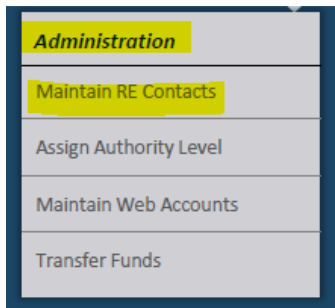 Administration
Maintain RE Contacts
Assign Authority Level
Maintain Web Accounts
Transfer Funds